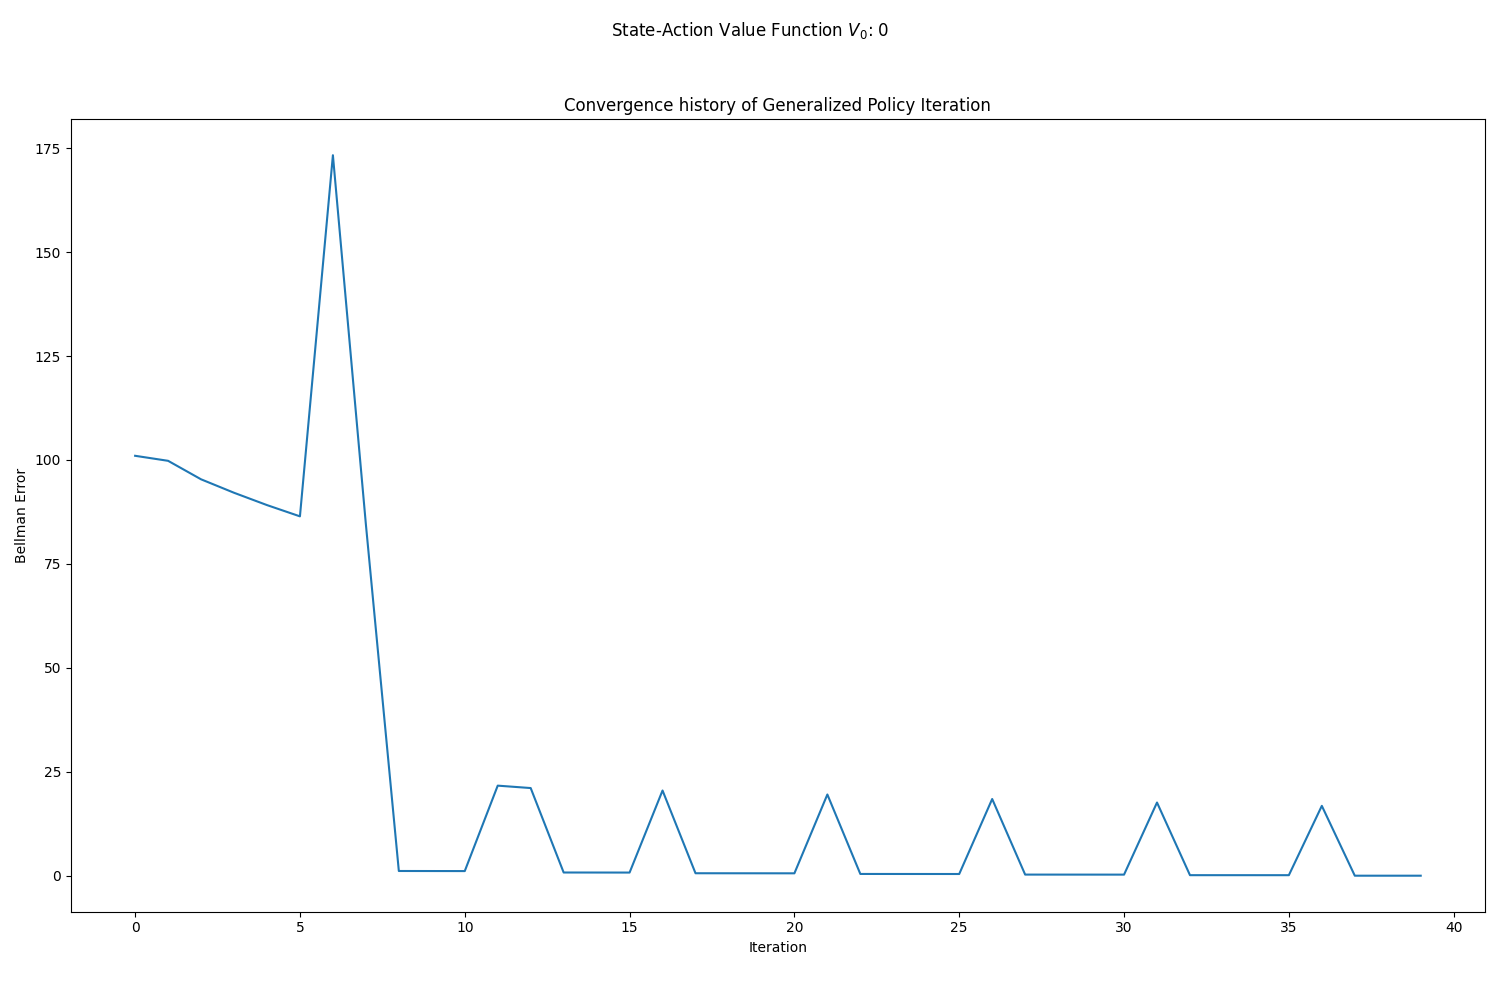 State-Action Value Function $V_0$: 0
Convergence history of Generalized Policy Iteration
175
150
125
100
75
50
25
0
Bellman Error
0 5 10 15 20 25 30 35 40
Iteration